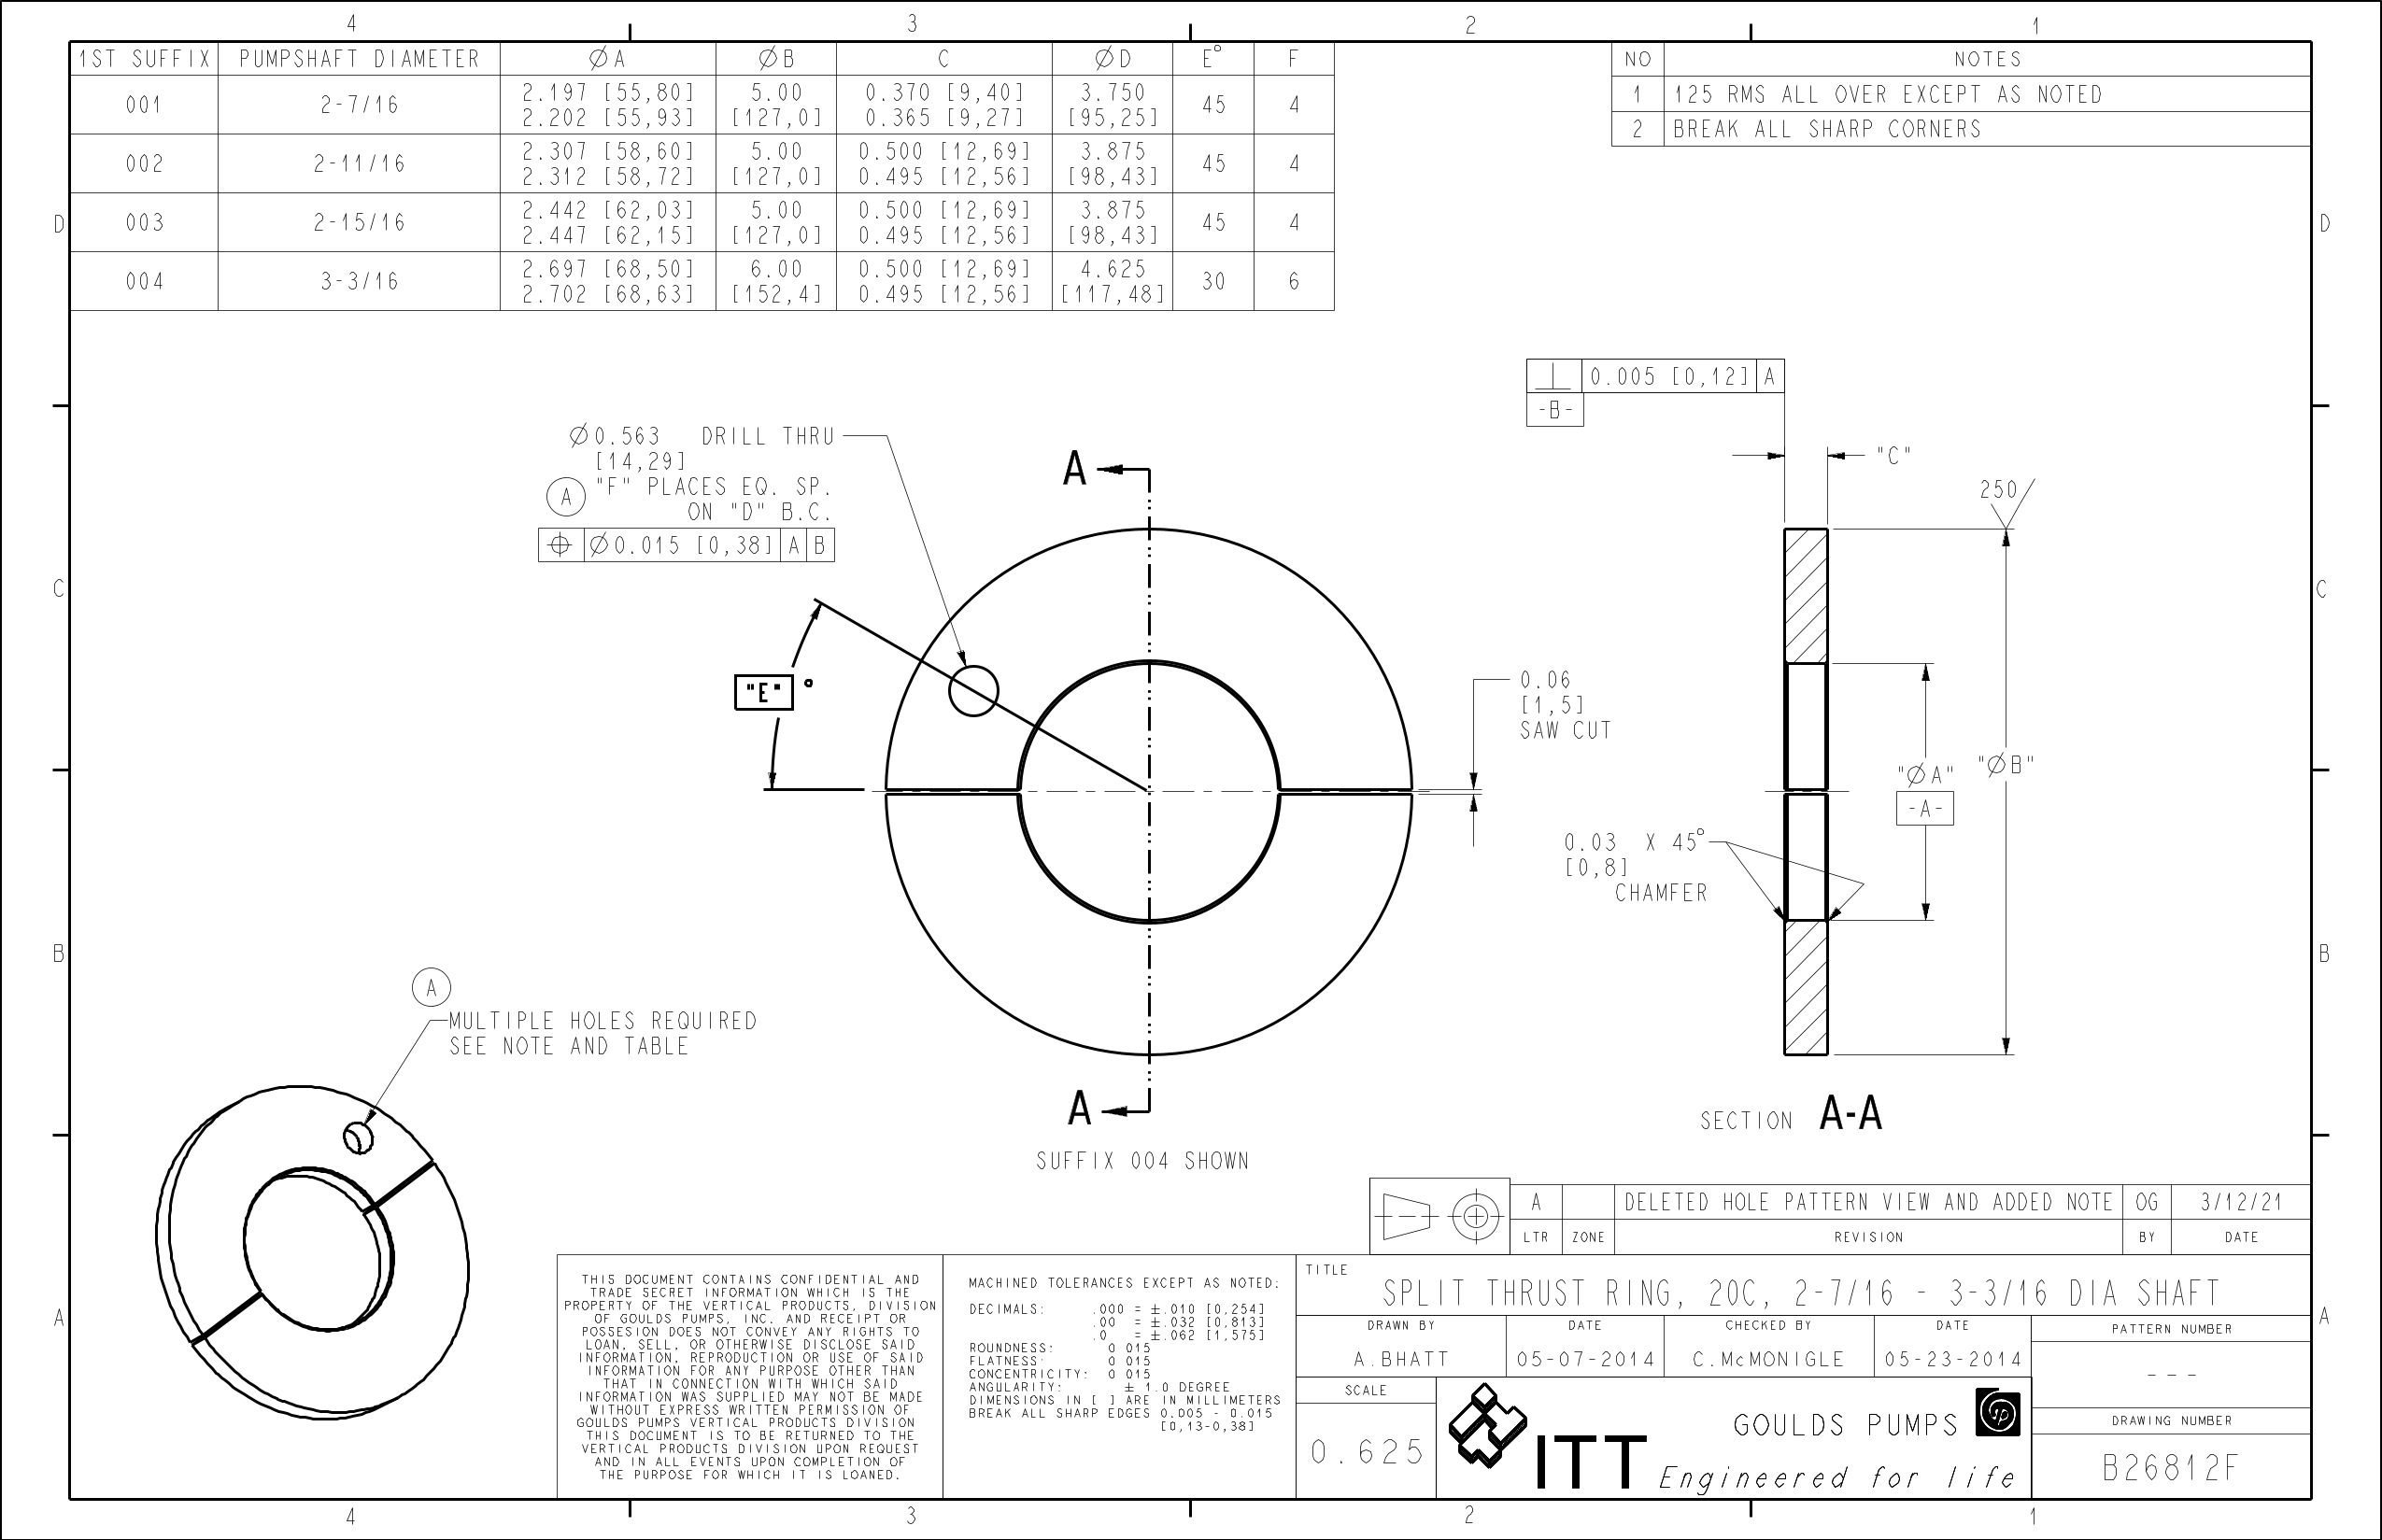 4 3 2 1
1ST SUFFIX PUMPSHAFT DIAMETER ØA ØB C ØD E° F
001 2-7/16 2.197 [55,80] 2.202 [55,93] 5.00 [127,0] 0.370 [9,40] 0.365 [9,27] 3.750 [95,25] 45 4
002 2-11/16 2.307 [58,60] 2.312 [58,72] 5.00 [127,0] 0.500 [12,69] 0.495 [12,56] 3.875 [98,43] 45 4
003 2-15/16 2.442 [62,03] 2.447 [62,15] 5.00 [127,0] 0.500 [12,69] 0.495 [12,56] 3.875 [98,43] 45 4
004 3-3/16 2.697 [68,50] 2.702 [68,63] 6.00 [152,4] 0.500 [12,69] 0.495 [12,56] 4.625 [117,48] 30 6
NO NOTES
1 125 RMS ALL OVER EXCEPT AS NOTED
2 BREAK ALL SHARP CORNERS
D D
Ø0.563 DRILL THRU
[14,29]
A "F" PLACES EQ. SP.
ON "D" B.C.
⌖ Ø0.015 [0,38] A B
"E" °
A
A
SUFFIX 004 SHOWN
0.06
[1,5]
SAW CUT
⊥ 0.005 [0,12] A
-B-
"C"
250
"ØA"
-A-
"ØB"
0.03 X 45°
[0,8]
CHAMFER
SECTION A-A
C C
B B
A
MULTIPLE HOLES REQUIRED
SEE NOTE AND TABLE
A A
THIS DOCUMENT CONTAINS CONFIDENTIAL AND
TRADE SECRET INFORMATION WHICH IS THE
PROPERTY OF THE VERTICAL PRODUCTS, DIVISION
OF GOULDS PUMPS, INC. AND RECEIPT OR
POSSESION DOES NOT CONVEY ANY RIGHTS TO
LOAN, SELL, OR OTHERWISE DISCLOSE SAID
INFORMATION, REPRODUCTION OR USE OF SAID
INFORMATION FOR ANY PURPOSE OTHER THAN
THAT IN CONNECTION WITH WHICH SAID
INFORMATION WAS SUPPLIED MAY NOT BE MADE
WITHOUT EXPRESS WRITTEN PERMISSION OF
GOULDS PUMPS VERTICAL PRODUCTS DIVISION
THIS DOCUMENT IS TO BE RETURNED TO THE
VERTICAL PRODUCTS DIVISION UPON REQUEST
AND IN ALL EVENTS UPON COMPLETION OF
THE PURPOSE FOR WHICH IT IS LOANED.
MACHINED TOLERANCES EXCEPT AS NOTED:
DECIMALS: .000 = ±.010 [0,254]
.00 = ±.032 [0,813]
.0 = ±.062 [1,575]
ROUNDNESS: 0.015
FLATNESS: 0.015
CONCENTRICITY: 0.015
ANGULARITY: ± 1.0 DEGREE
DIMENSIONS IN [ ] ARE IN MILLIMETERS
BREAK ALL SHARP EDGES 0.005 - 0.015
[0,13-0,38]
A DELETED HOLE PATTERN VIEW AND ADDED NOTE OG 3/12/21
LTR ZONE REVISION BY DATE
TITLE
SPLIT THRUST RING, 20C, 2-7/16 - 3-3/16 DIA SHAFT
DRAWN BY DATE CHECKED BY DATE PATTERN NUMBER
A.BHATT 05-07-2014 C.McMONIGLE 05-23-2014 ---
SCALE
0.625
ITT
GOULDS PUMPS gp
Engineered for life
DRAWING NUMBER
B26812F
4 3 2 1